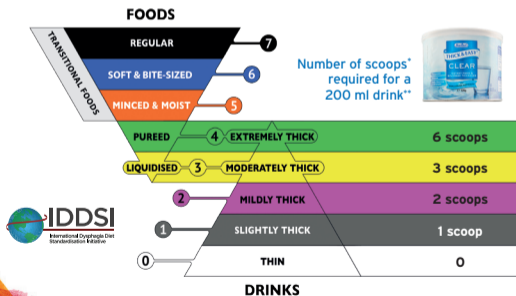 FOODS
TRANSITIONAL FOODS
REGULAR 7
SOFT & BITE-SIZED 6
MINCED & MOIST 5
Number of scoops*
required for a
200 ml drink**
THICK & EASY
CLEAR
PUREED 4 EXTREMELY THICK 6 scoops
LIQUIDISED 3 MODERATELY THICK 3 scoops
2 MILDLY THICK 2 scoops
1 SLIGHTLY THICK 1 scoop
0 THIN 0
DRINKS
IDDSI
International Dysphagia Diet
Standardisation Initiative